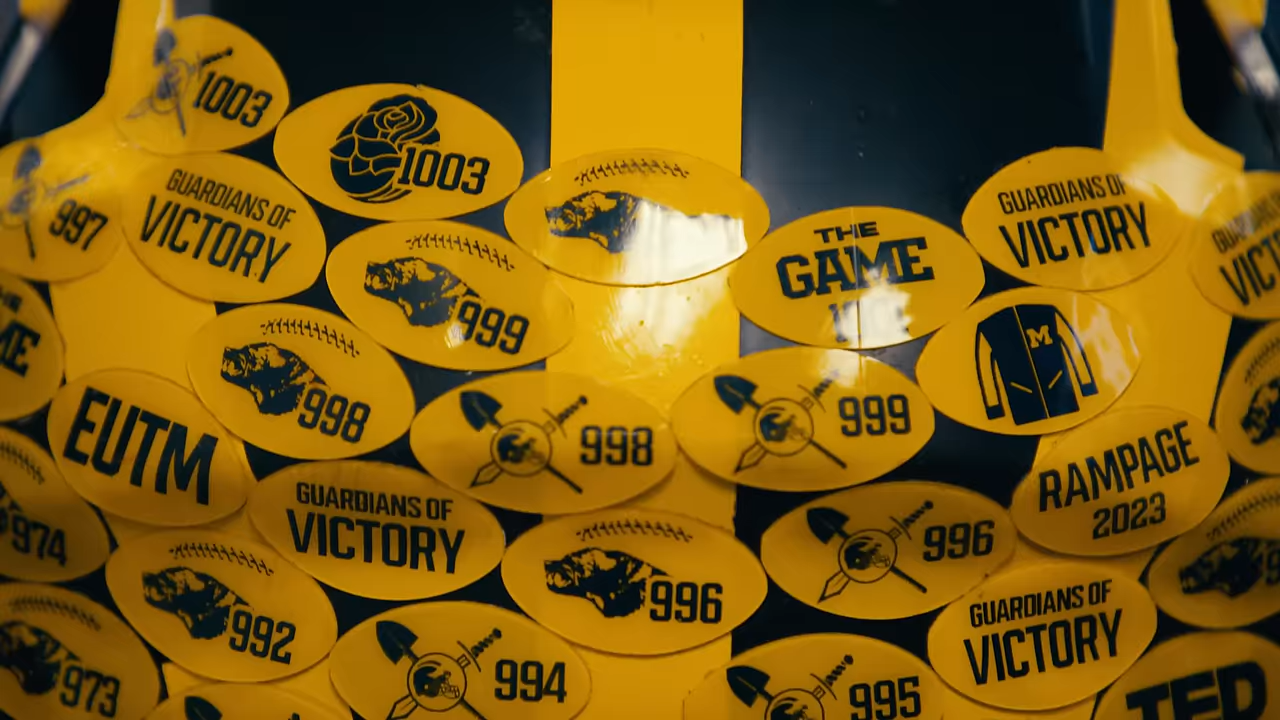 1003
1003
997
GUARDIANS OF
VICTORY
999
THE
GAME
GUARDIANS OF
VICTORY
998
EUTM
998
999
M
RAMPAGE
2023
974
GUARDIANS OF
VICTORY
996
996
992
973
994
995
GUARDIANS OF
VICTORY
TED